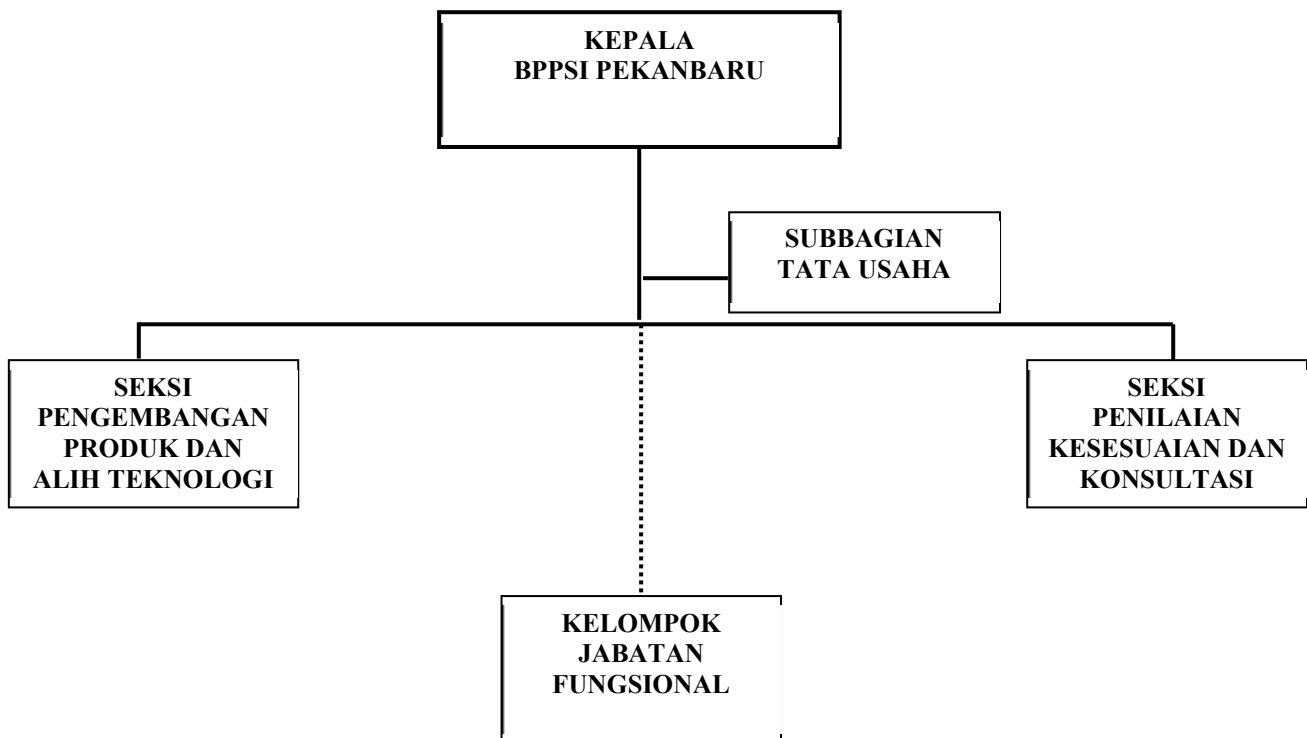 KEPALA
BPPSI PEKANBARU
SUBBAGIAN
TATA USAHA
SEKSI
PENGEMBANGAN
PRODUK DAN
ALIH TEKNOLOGI
SEKSI
PENILAIAN
KESESUAIAN DAN
KONSULTASI
KELOMPOK
JABATAN
FUNGSIONAL